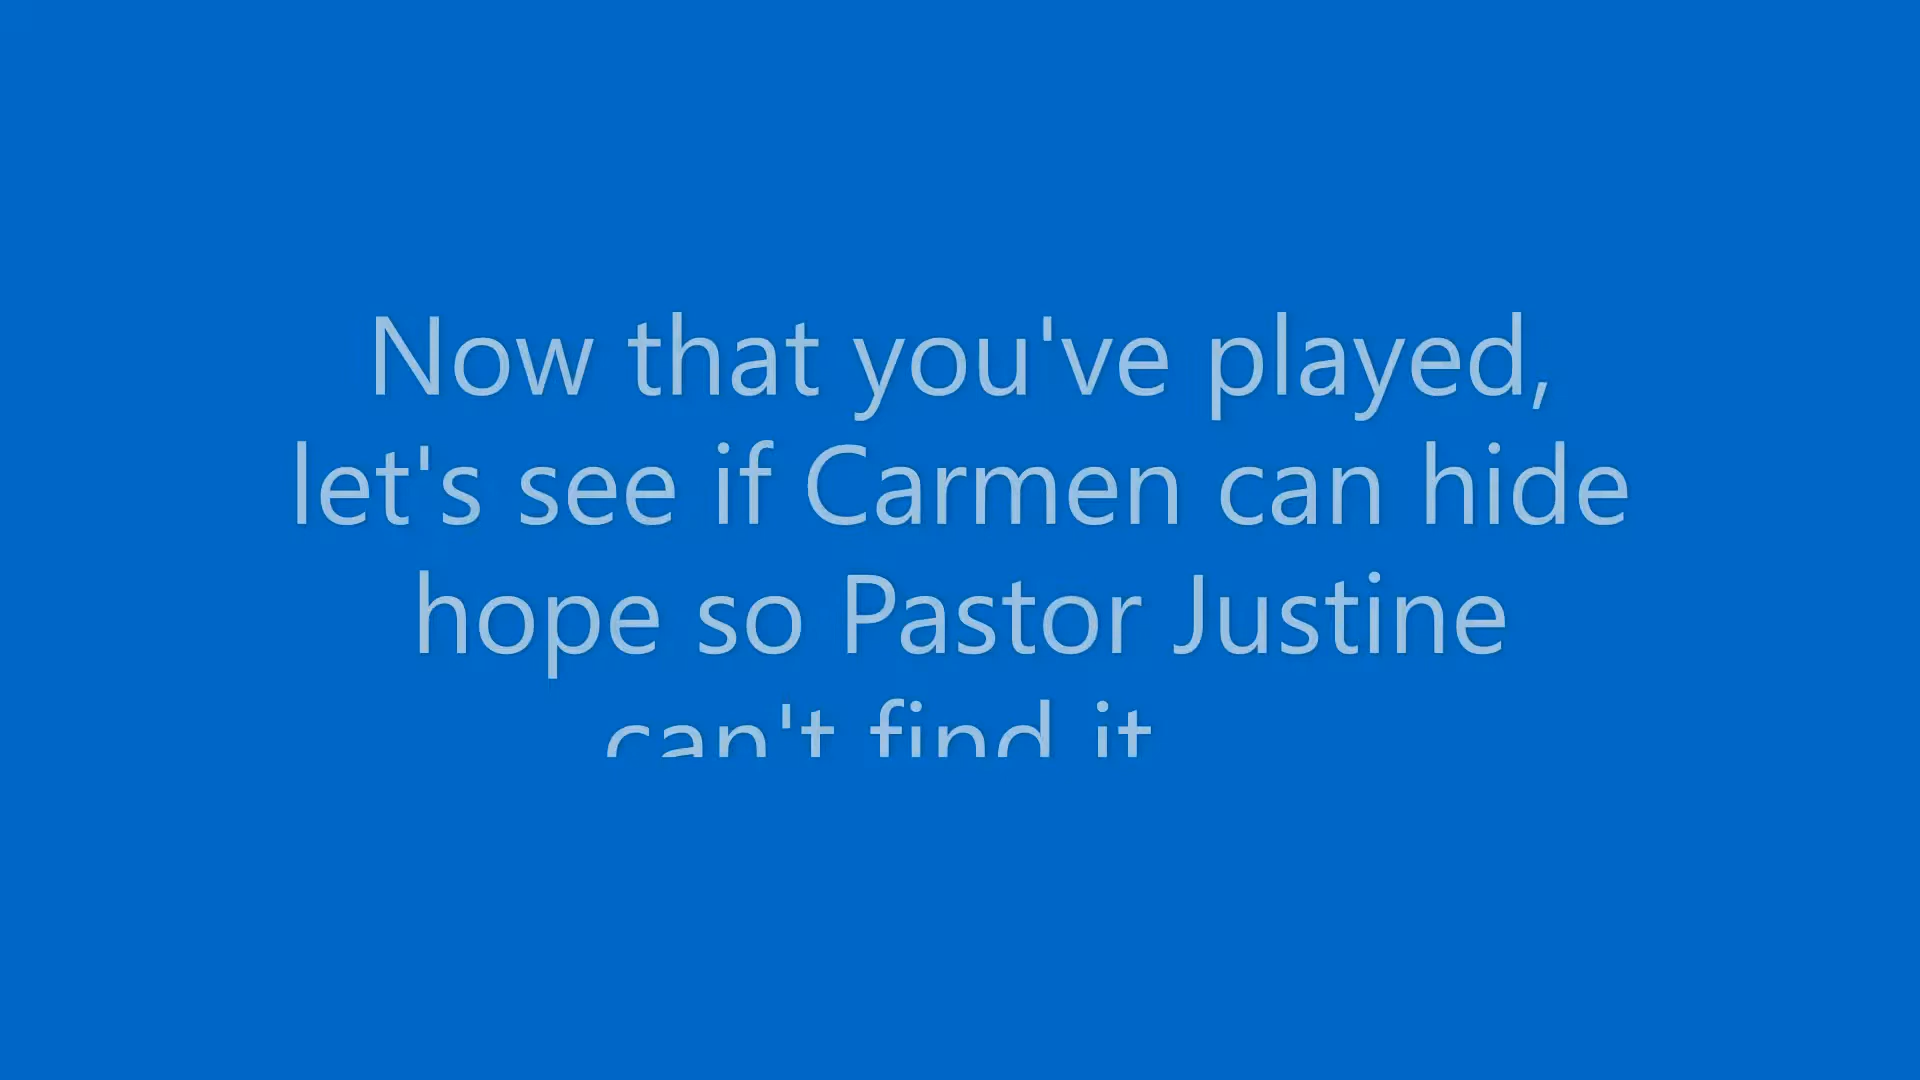 Now that you've played,
let's see if Carmen can hide
hope so Pastor Justine
can't find it